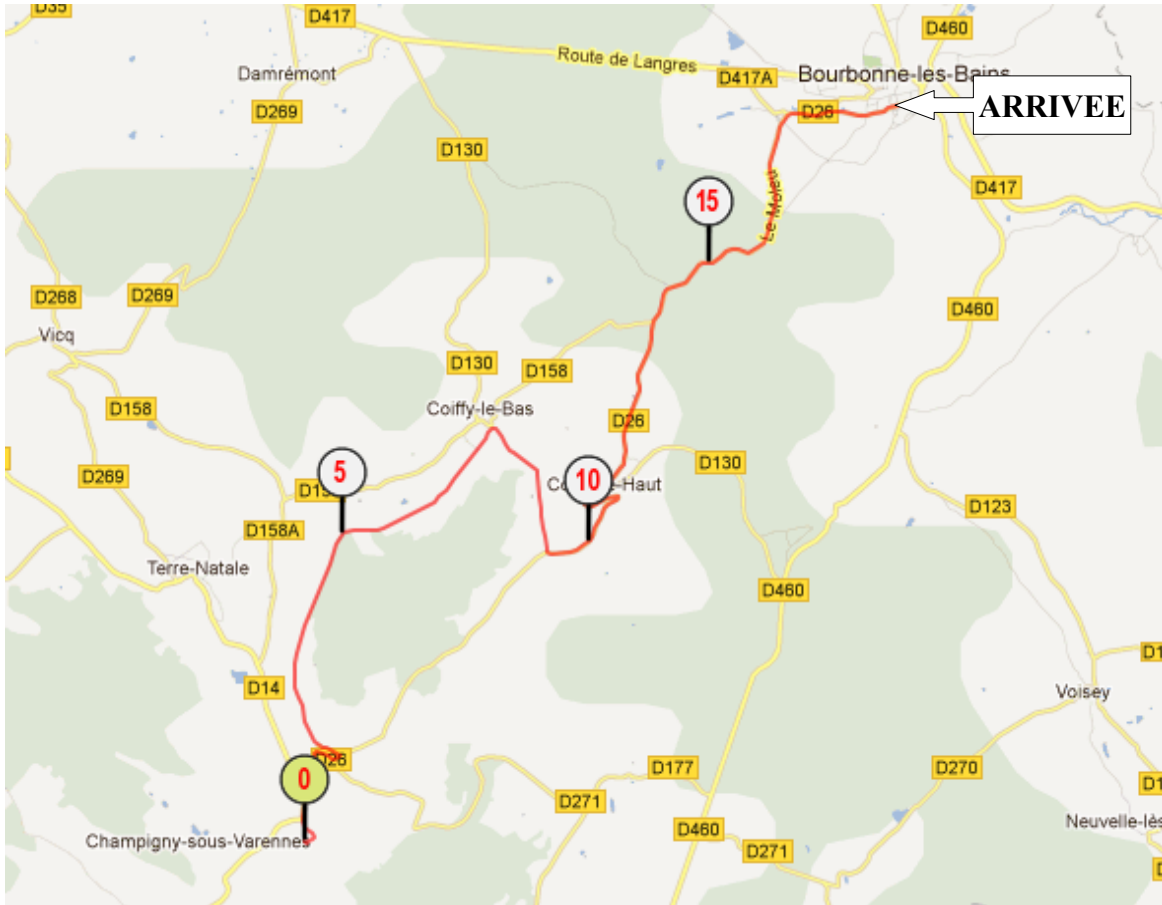 D35
D417
D460
Route de Langres
Damrémont
D417A
Bourbonne-les-Bains
D269
D26
ARRIVEE
D130
D417
15
Le Moleu
D268
D269
D460
Vicq
D130
D158
Coiffy-le-Bas
D158
D26
5
10
D130
D269
D158A
D123
Terre-Natale
D460
D14
Voisey
D26
0
D177
D270
D271
Champigny-sous-Varennes
D460
D271
Neuvelle-lès